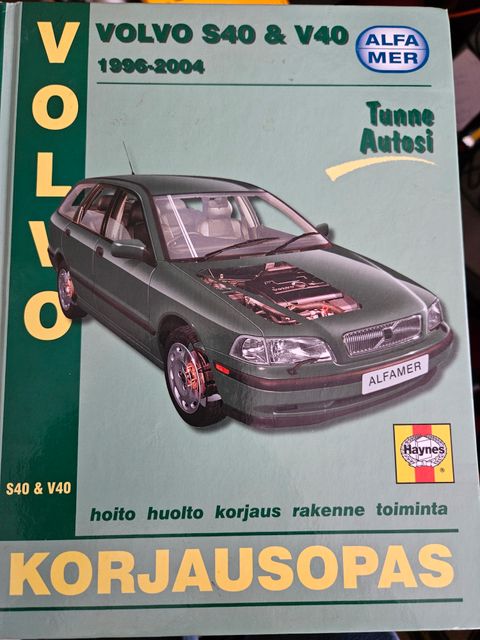 VOLVO
VOLVO S40 & V40
1996-2004
ALFA
MER
Tunne
Autosi
ALFAMER
Haynes
S40 & V40
hoito huolto korjaus rakenne toiminta
KORJAUSOPAS